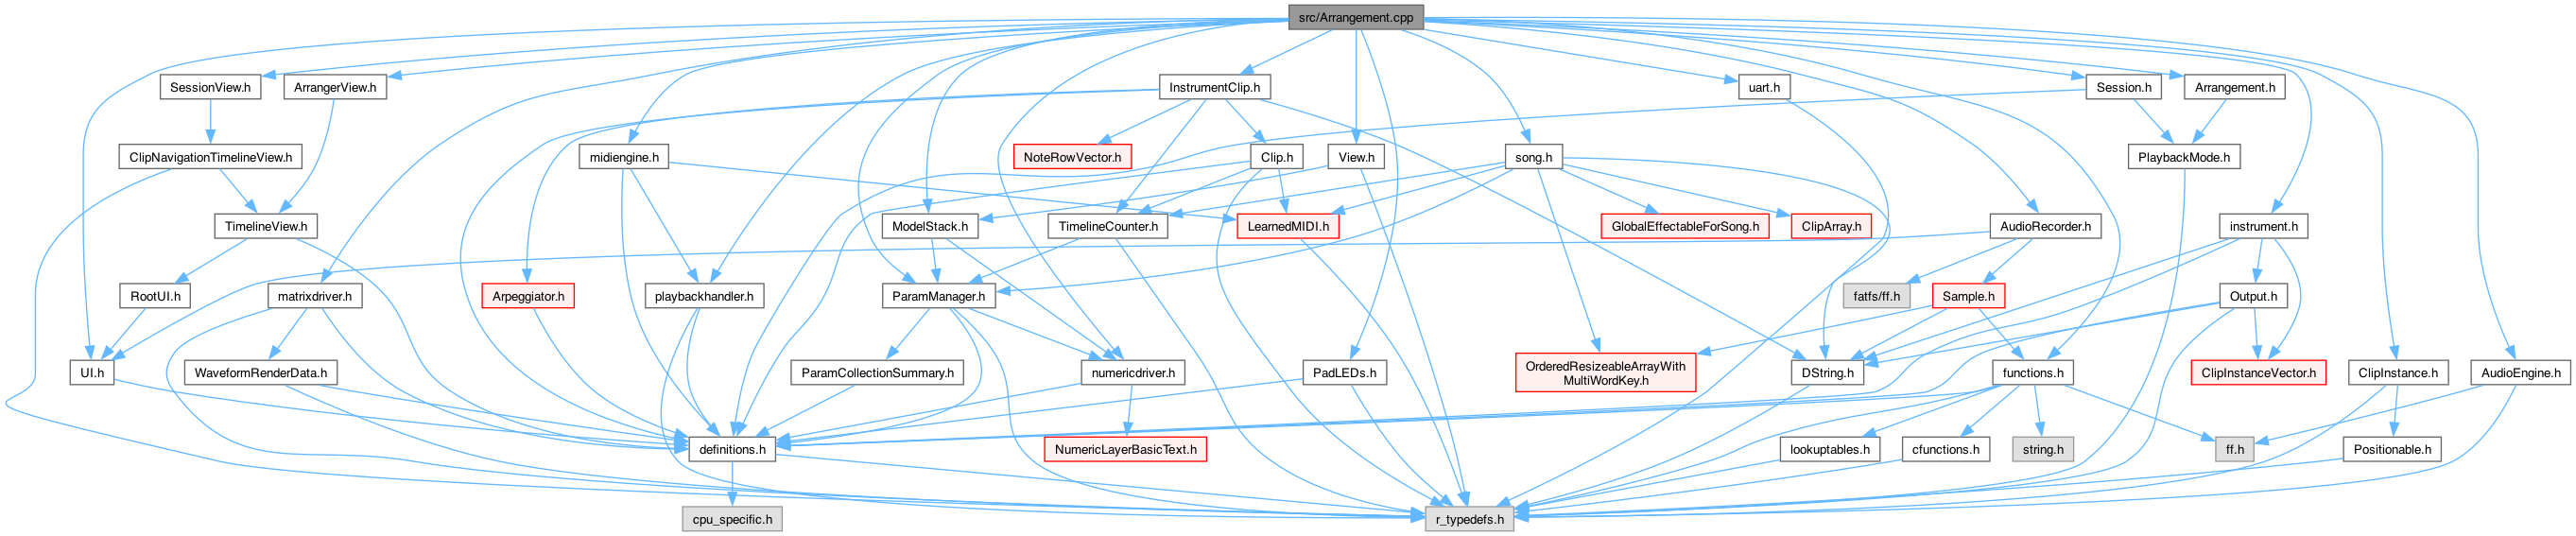 src/Arrangement.cpp
SessionView.h
ArrangerView.h
InstrumentClip.h
uart.h
Session.h
Arrangement.h
ClipNavigationTimelineView.h
midiengine.h
NoteRowVector.h
Clip.h
View.h
song.h
PlaybackMode.h
TimelineView.h
ModelStack.h
TimelineCounter.h
LearnedMIDI.h
GlobalEffectableForSong.h
ClipArray.h
AudioRecorder.h
instrument.h
RootUI.h
matrixdriver.h
Arpeggiator.h
playbackhandler.h
ParamManager.h
fatfs/ff.h
Sample.h
Output.h
UI.h
WaveformRenderData.h
ParamCollectionSummary.h
numericdriver.h
PadLEDs.h
OrderedResizeableArrayWith
MultiWordKey.h
DString.h
functions.h
ClipInstanceVector.h
ClipInstance.h
AudioEngine.h
definitions.h
NumericLayerBasicText.h
lookuptables.h
cfunctions.h
string.h
ff.h
Positionable.h
cpu_specific.h
r_typedefs.h